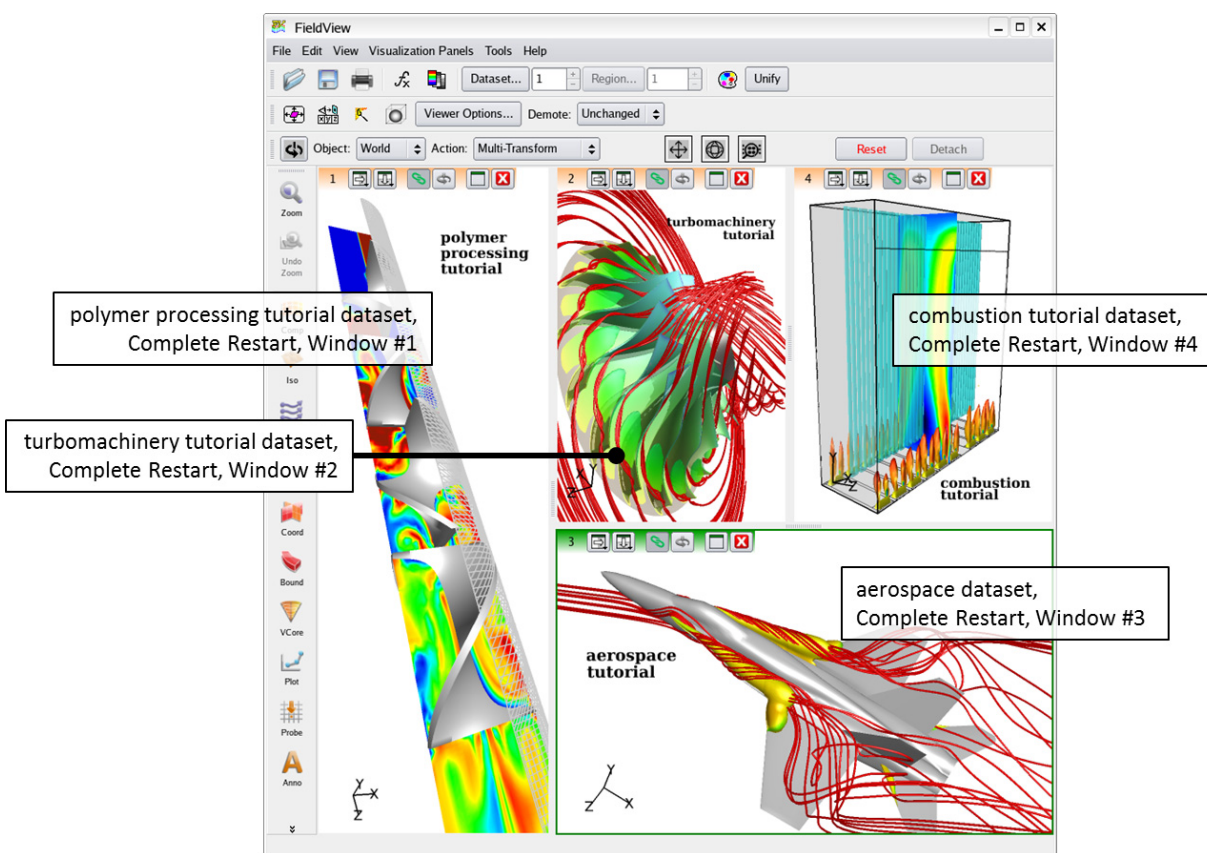 FieldView
File Edit View Visualization Panels Tools Help
Dataset... 1 Region... 1 Unify
Viewer Options... Demote: Unchanged
Object: World Action: Multi-Transform Reset Detach
1
2
4
Zoom
Undo
Zoom
polymer
processing
tutorial
turbomachinery
tutorial
polymer processing tutorial dataset,
Complete Restart, Window #1
combustion tutorial dataset,
Complete Restart, Window #4
Comp
Iso
turbomachinery tutorial dataset,
Complete Restart, Window #2
X Y
Z
Y
X
Z
combustion
tutorial
Coord
Bound
VCore
Plot
Probe
Anno
3
aerospace dataset,
Complete Restart, Window #3
aerospace
tutorial
Y
X
Z
Y
Z X